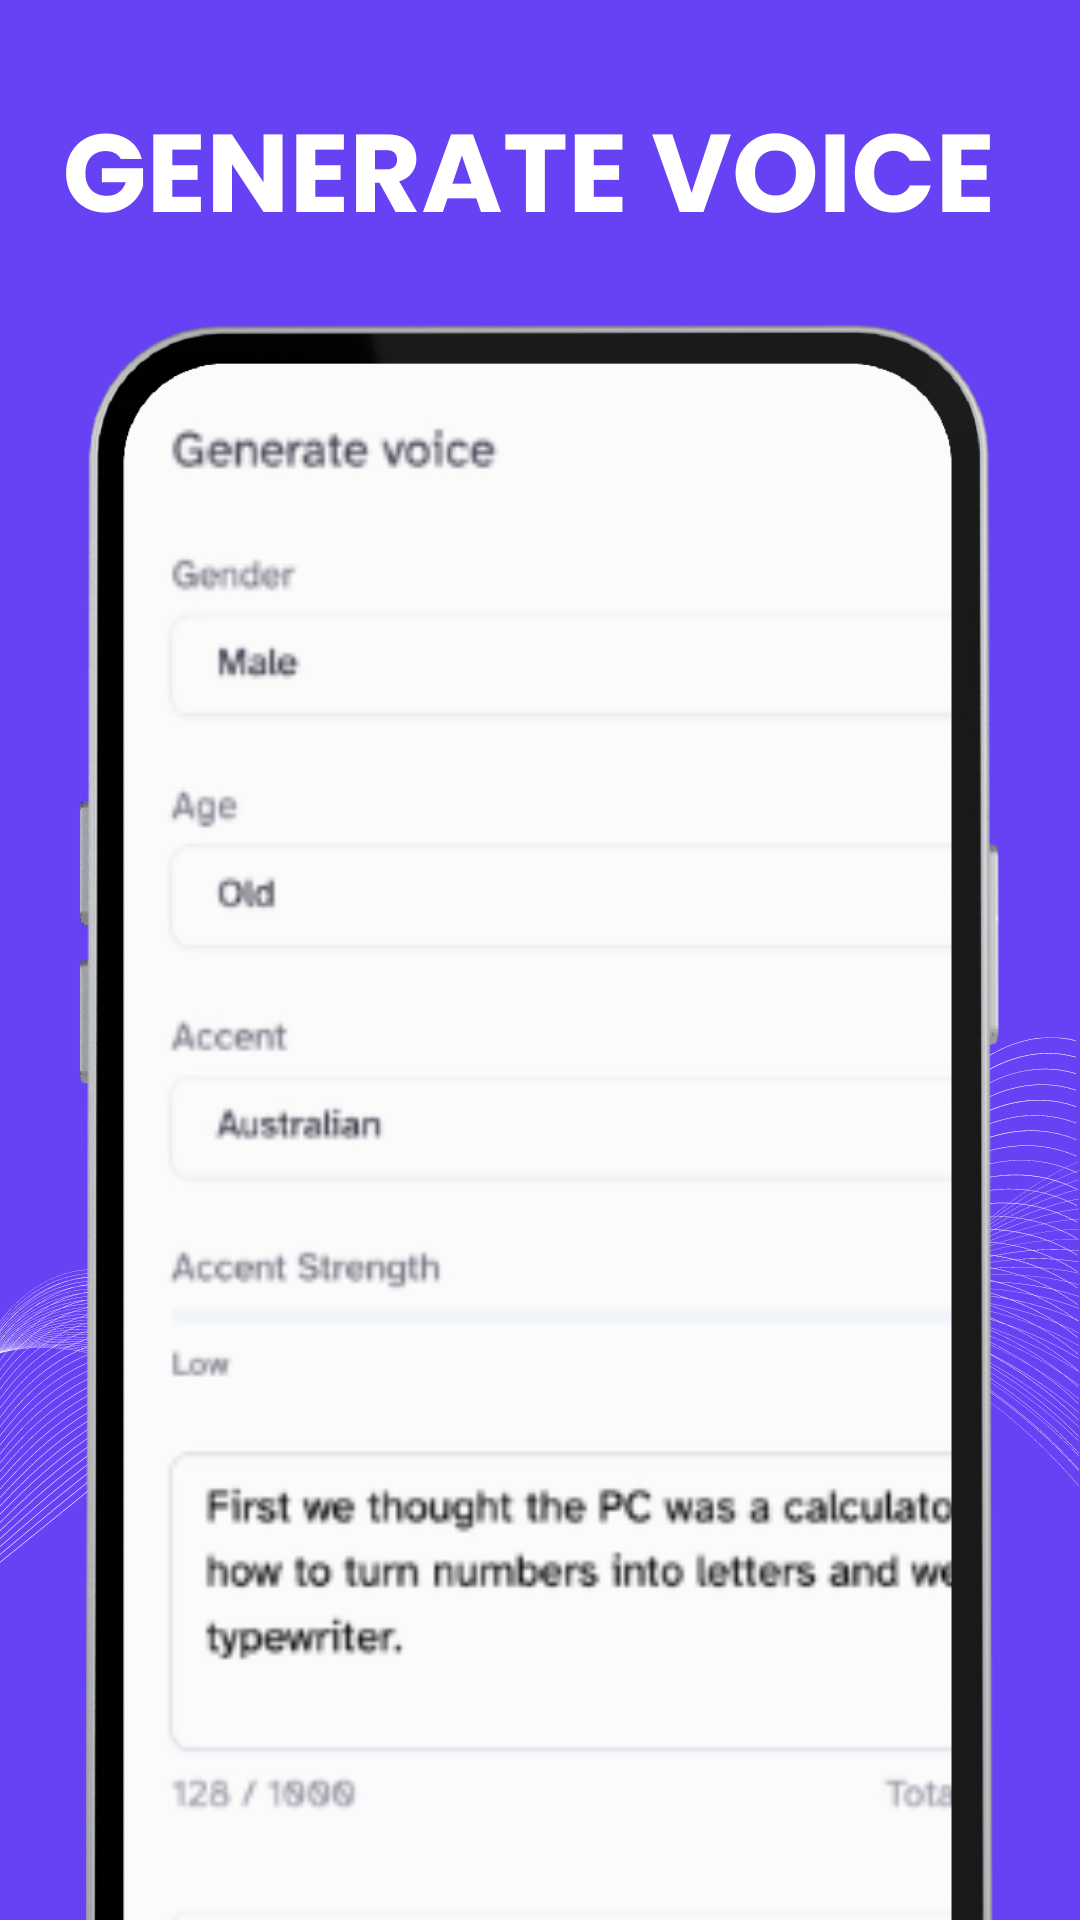 GENERATE VOICE
Generate voice
Gender
Male
Age
Old
Accent
Australian
Accent Strength
Low
First we thought the PC was a calculato
how to turn numbers into letters and we
typewriter.
128 / 1000
Tota